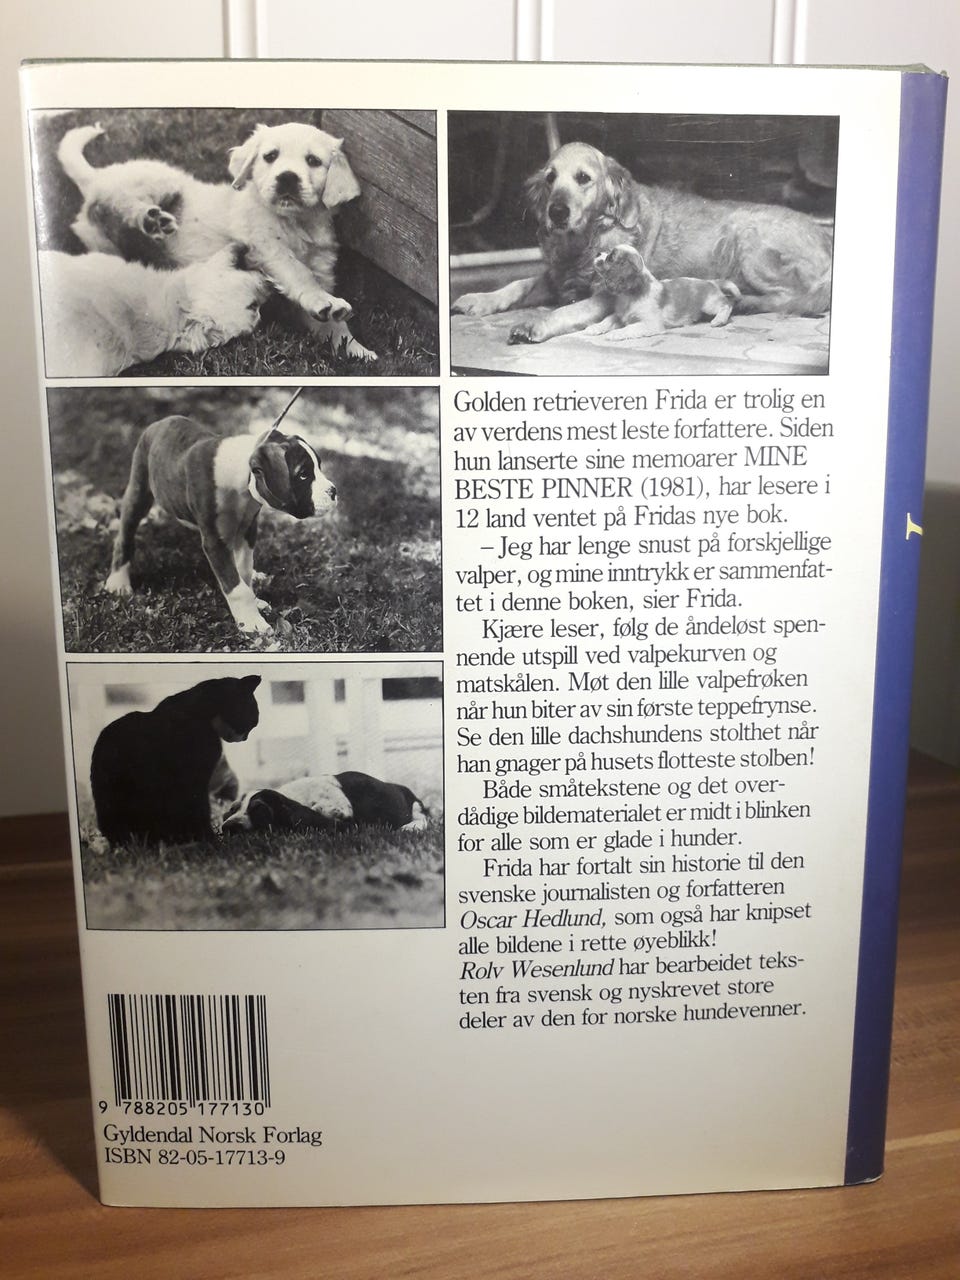 Golden retrieveren Frida er trolig en
av verdens mest leste forfattere. Siden
hun lanserte sine memoarer MINE
BESTE PINNER (1981), har lesere i
12 land ventet på Fridas nye bok.
– Jeg har lenge snust på forskjellige
valper, og mine inntrykk er sammenfat-
tet i denne boken, sier Frida.
Kjære leser, følg de åndeløst spen-
nende utspill ved valpekurven og
matskålen. Møt den lille valpefrøken
når hun biter av sin første teppefrynse.
Se den lille dachshundens stolthet når
han gnager på husets flotteste stolben!
Både småtekstene og det over-
dådige bildematerialet er midt i blinken
for alle som er glade i hunder.
Frida har fortalt sin historie til den
svenske journalisten og forfatteren
Oscar Hedlund, som også har knipset
alle bildene i rette øyeblikk!
Rolv Wesenlund har bearbeidet teks-
ten fra svensk og nyskrevet store
deler av den for norske hundevenner.
9 788205 177130
Gyldendal Norsk Forlag
ISBN 82-05-17713-9